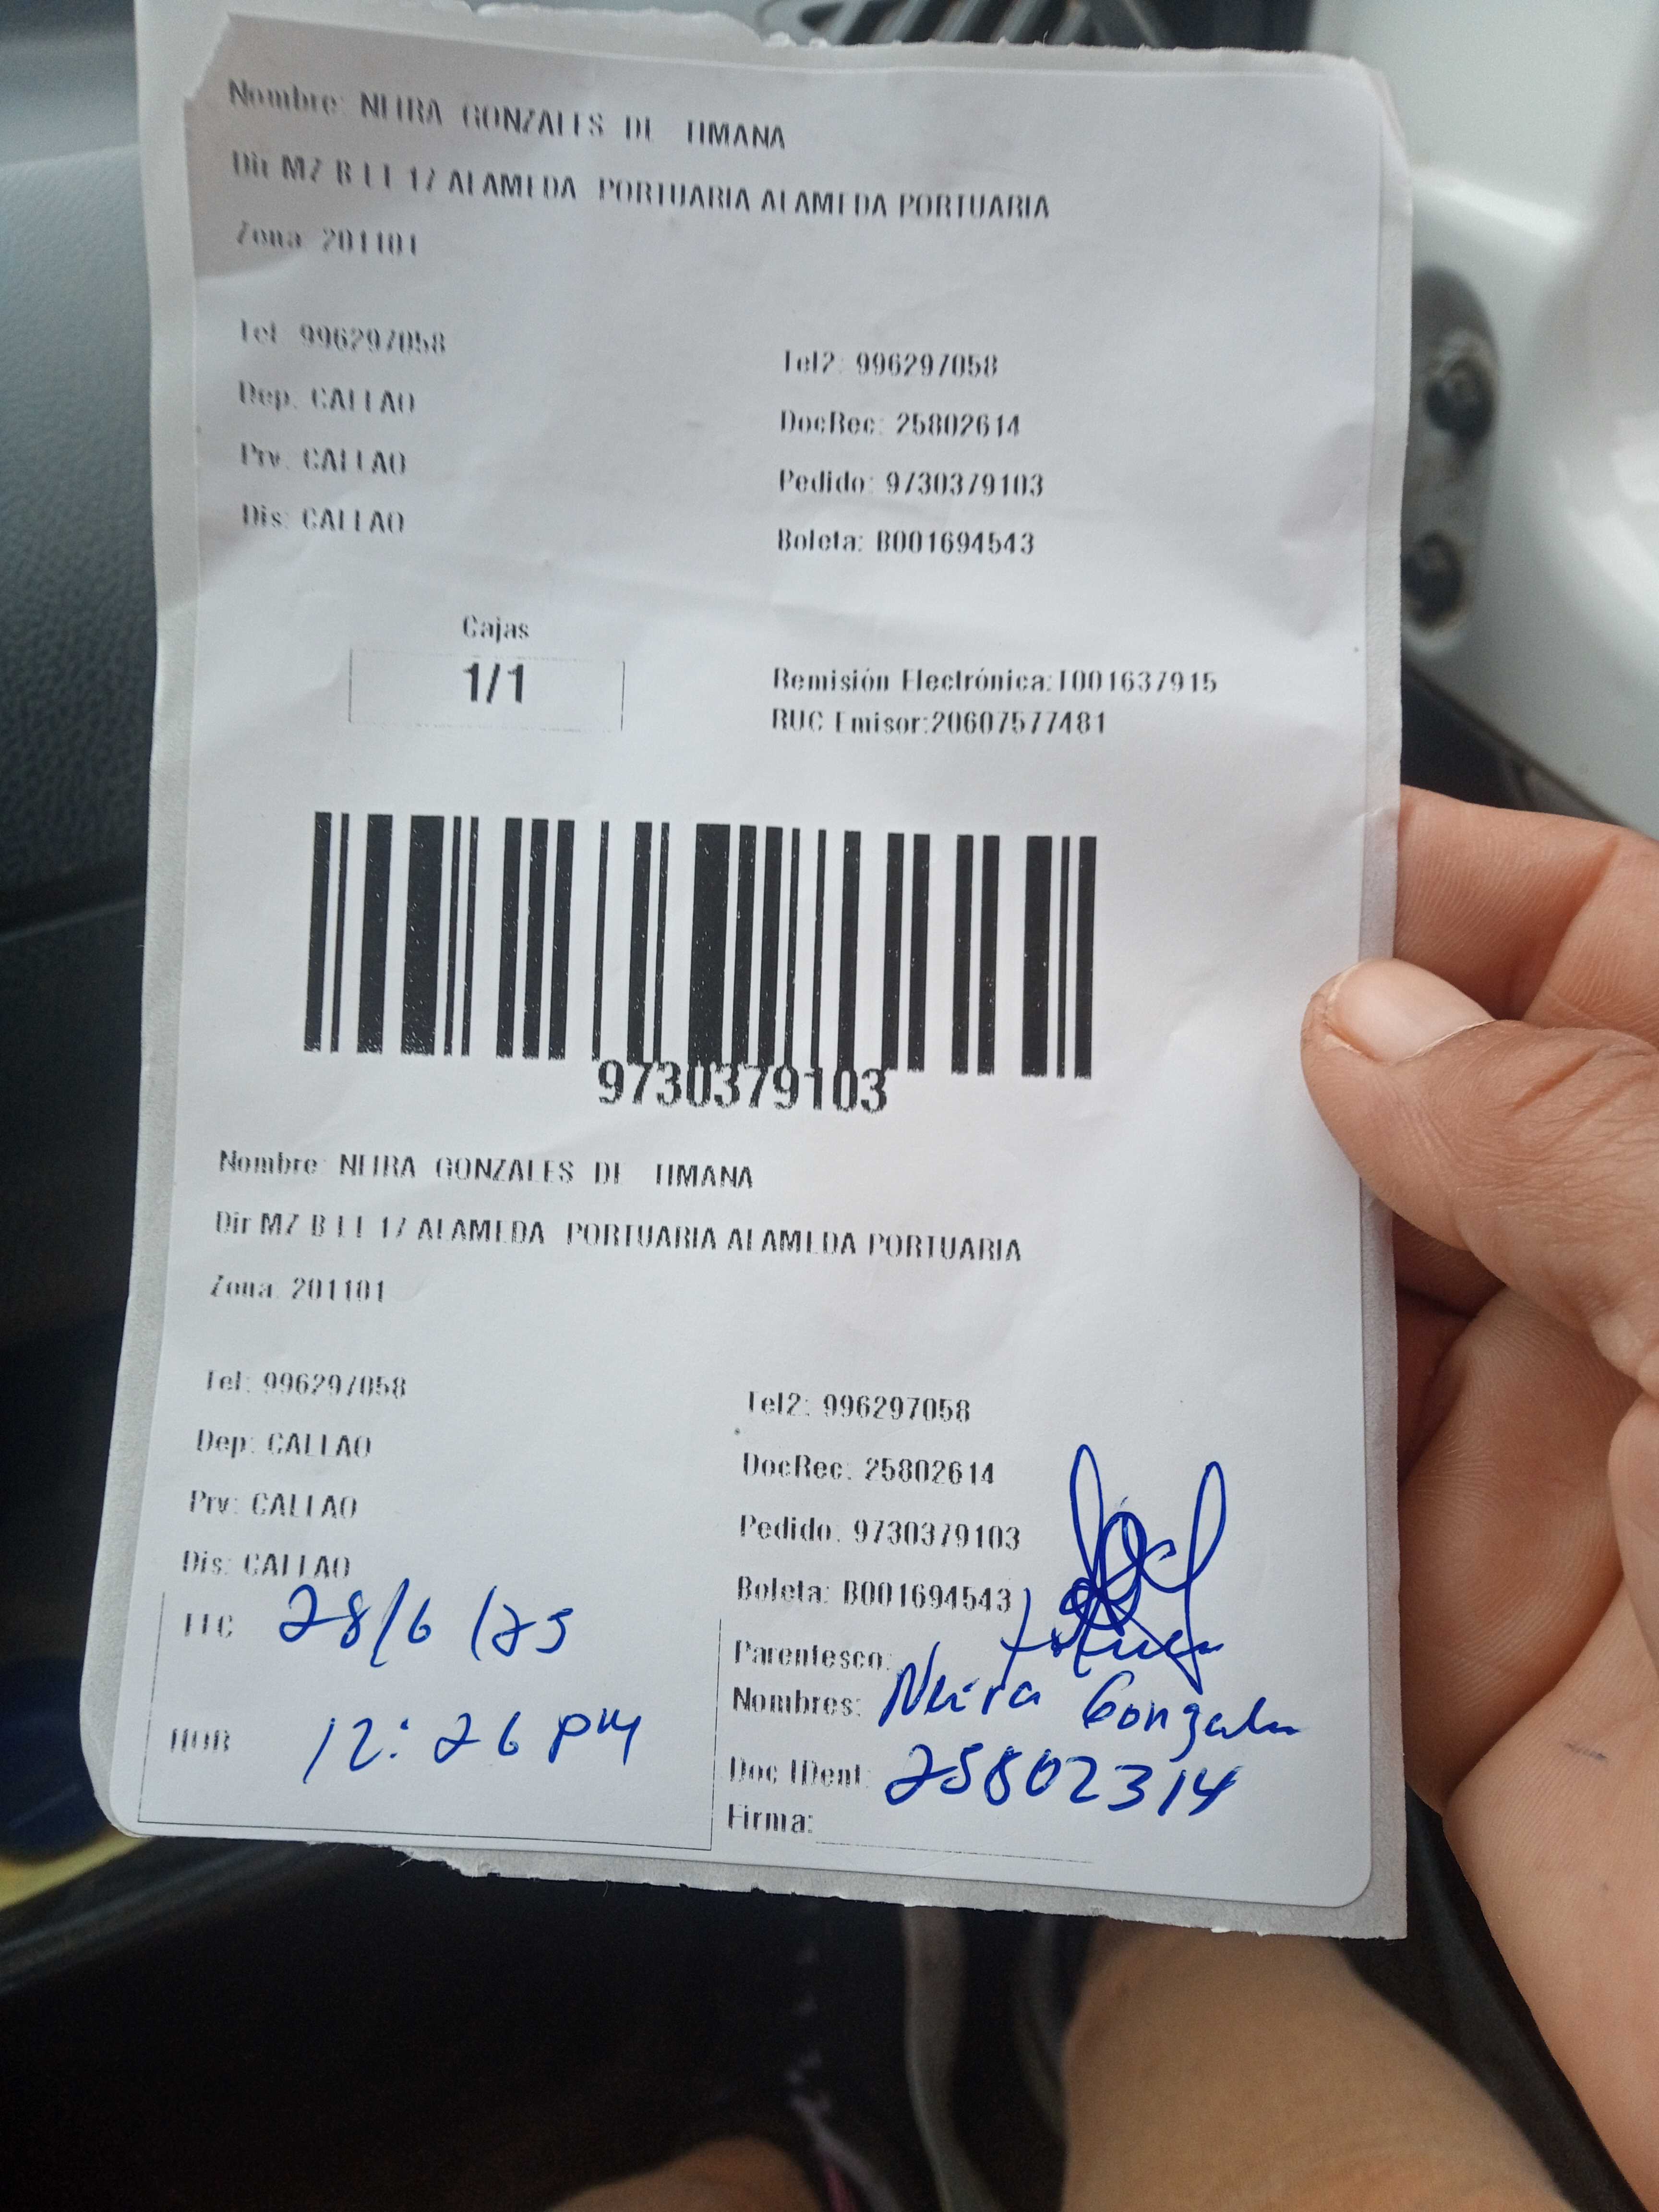 Nombre: NEIRA GONZALES DE TIMANA
Dir MZ B LT 17 ALAMEDA PORTUARIA ALAMEDA PORTUARIA
Zona: 201101
Tel: 996297058 Tel2: 996297058
Dep: CALLAO DocRec: 25802614
Prv: CALLAO Pedido: 9730379103
Dis: CALLAO Boleta: B001694543
Cajas
1/1
Remisión Electrónica:T001637915
RUC Emisor:20607577481
9730379103
Nombre: NEIRA GONZALES DE TIMANA
Dir MZ B LT 17 ALAMEDA PORTUARIA ALAMEDA PORTUARIA
Zona: 201101
Tel: 996297058 Tel2: 996297058
Dep: CALLAO DocRec: 25802614
Prv: CALLAO Pedido: 9730379103
Dis: CALLAO Boleta: B001694543
28/6/25 Parentesco:
Nombres: Neira Gonzales
HOR 12:26 PM Doc IDent: 25802314
Firma: